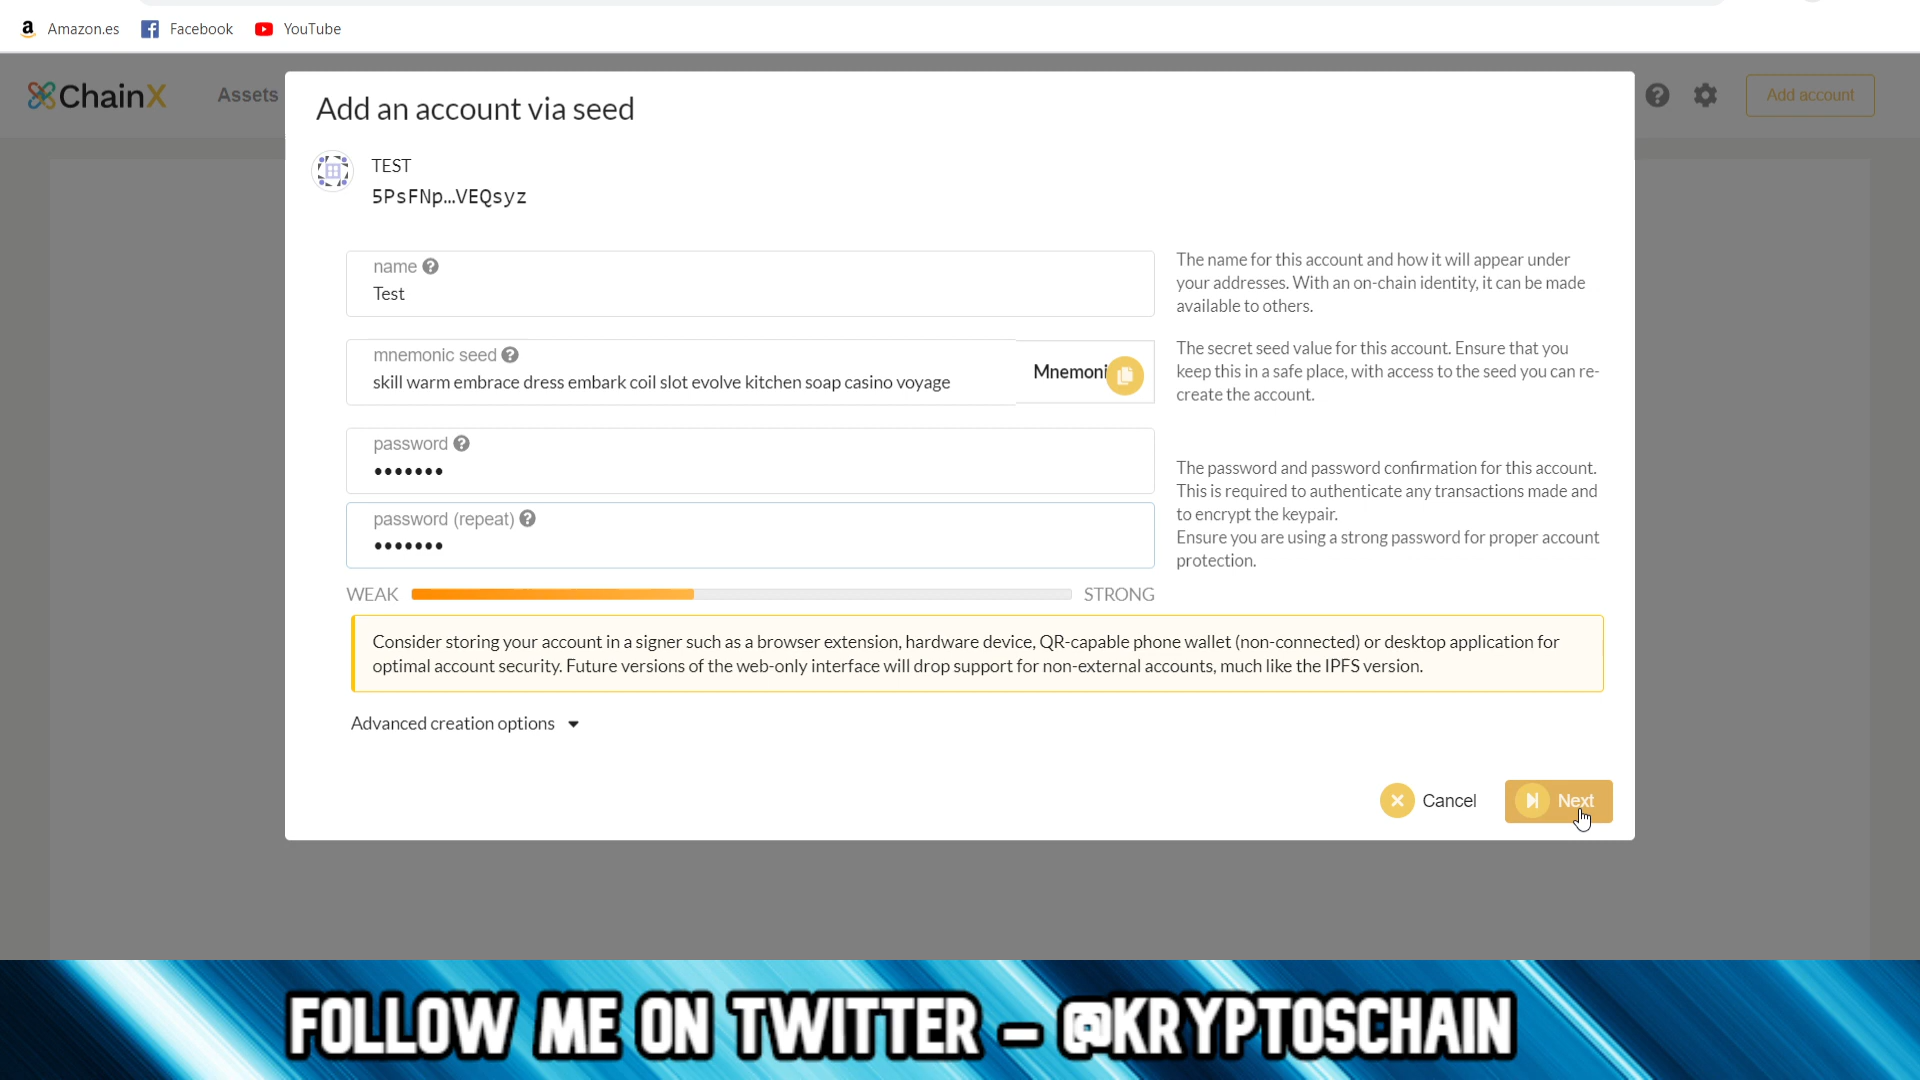 Amazon.es Facebook YouTube
ChainX Assets Add account
Add an account via seed
TEST
5PsFNp...VEQsyz
name
Test
The name for this account and how it will appear under
your addresses. With an on-chain identity, it can be made
available to others.
mnemonic seed
skill warm embrace dress embark coil slot evolve kitchen soap casino voyage
Mnemoni
The secret seed value for this account. Ensure that you
keep this in a safe place, with access to the seed you can re-
create the account.
password
•••••••
password (repeat)
•••••••
The password and password confirmation for this account.
This is required to authenticate any transactions made and
to encrypt the keypair.
Ensure you are using a strong password for proper account
protection.
WEAK STRONG
Consider storing your account in a signer such as a browser extension, hardware device, QR-capable phone wallet (non-connected) or desktop application for
optimal account security. Future versions of the web-only interface will drop support for non-external accounts, much like the IPFS version.
Advanced creation options
Cancel Next
FOLLOW ME ON TWITTER – @KRYPTOSCHAIN